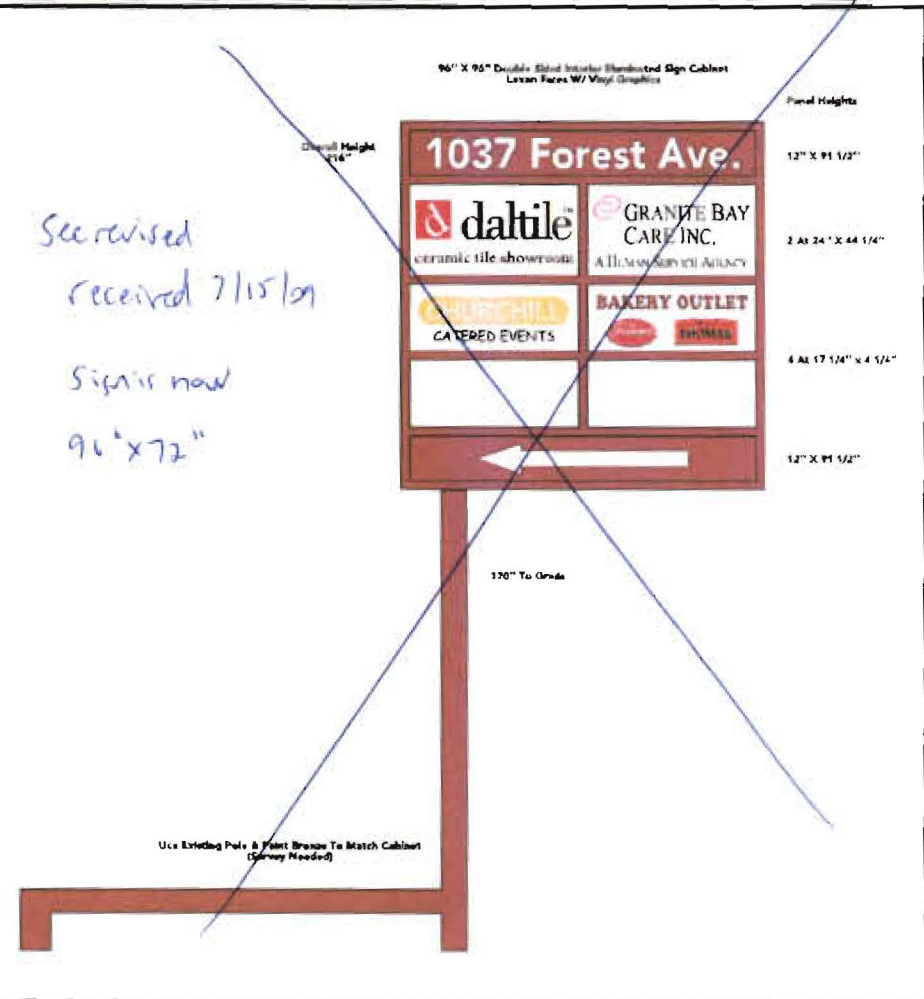 96" X 96" Double Sided Interior Illuminated Sign Cabinet
Lexan Faces W/ Vinyl Graphics
Panel Heights
Overall Height
216"
1037 Forest Ave.
12" X 91 1/2"
daltile™
ceramic tile showroom
GRANITE BAY
CARE INC.
A HUMAN SERVICE AGENCY
2 At 24" X 44 1/4"
See revised
received 7/15/09
Sign is now
96"x72"
CHURCHILL
CATERED EVENTS
BAKERY OUTLET
THOMAS
4 At 17 1/4" x 4 1/4"
12" X 91 1/2"
120" To Grade
Use Existing Pole & Paint Bronze To Match Cabinet
(Survey Needed)